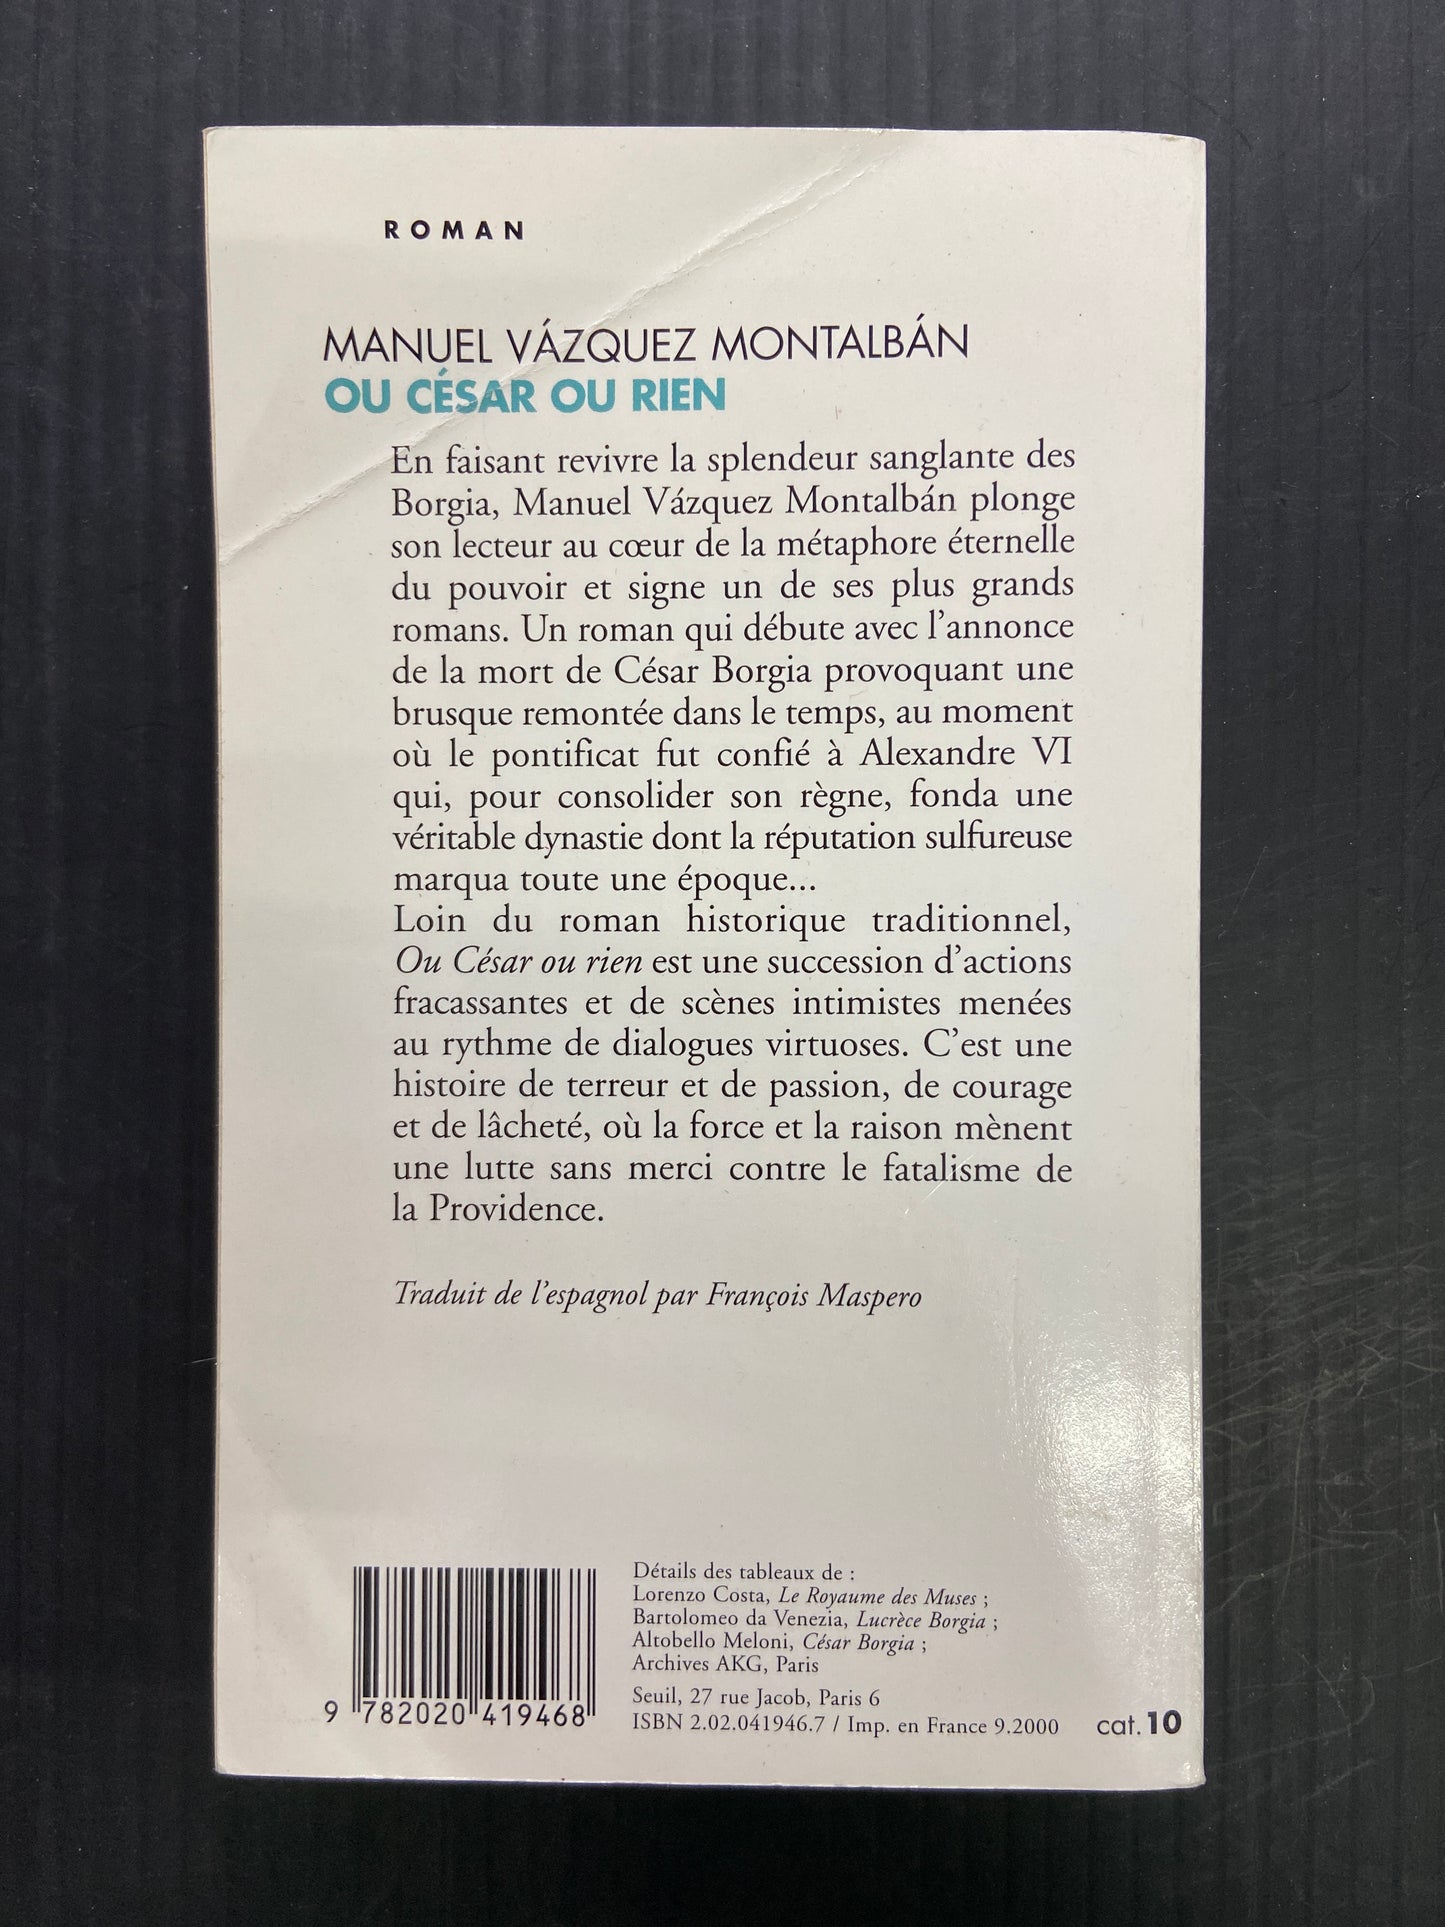 ROMAN
MANUEL VÁZQUEZ MONTALBÁN
OU CÉSAR OU RIEN
En faisant revivre la splendeur sanglante des
Borgia, Manuel Vázquez Montalbán plonge
son lecteur au cœur de la métaphore éternelle
du pouvoir et signe un de ses plus grands
romans. Un roman qui débute avec l'annonce
de la mort de César Borgia provoquant une
brusque remontée dans le temps, au moment
où le pontificat fut confié à Alexandre VI
qui, pour consolider son règne, fonda une
véritable dynastie dont la réputation sulfureuse
marqua toute une époque...
Loin du roman historique traditionnel,
Ou César ou rien est une succession d'actions
fracassantes et de scènes intimistes menées
au rythme de dialogues virtuoses. C'est une
histoire de terreur et de passion, de courage
et de lâcheté, où la force et la raison mènent
une lutte sans merci contre le fatalisme de
la Providence.
Traduit de l'espagnol par François Maspero
9 782020 419468
Détails des tableaux de :
Lorenzo Costa, Le Royaume des Muses ;
Bartolomeo da Venezia, Lucrèce Borgia ;
Altobello Meloni, César Borgia ;
Archives AKG, Paris
Seuil, 27 rue Jacob, Paris 6
ISBN 2.02.041946.7 / Imp. en France 9.2000
cat. 10